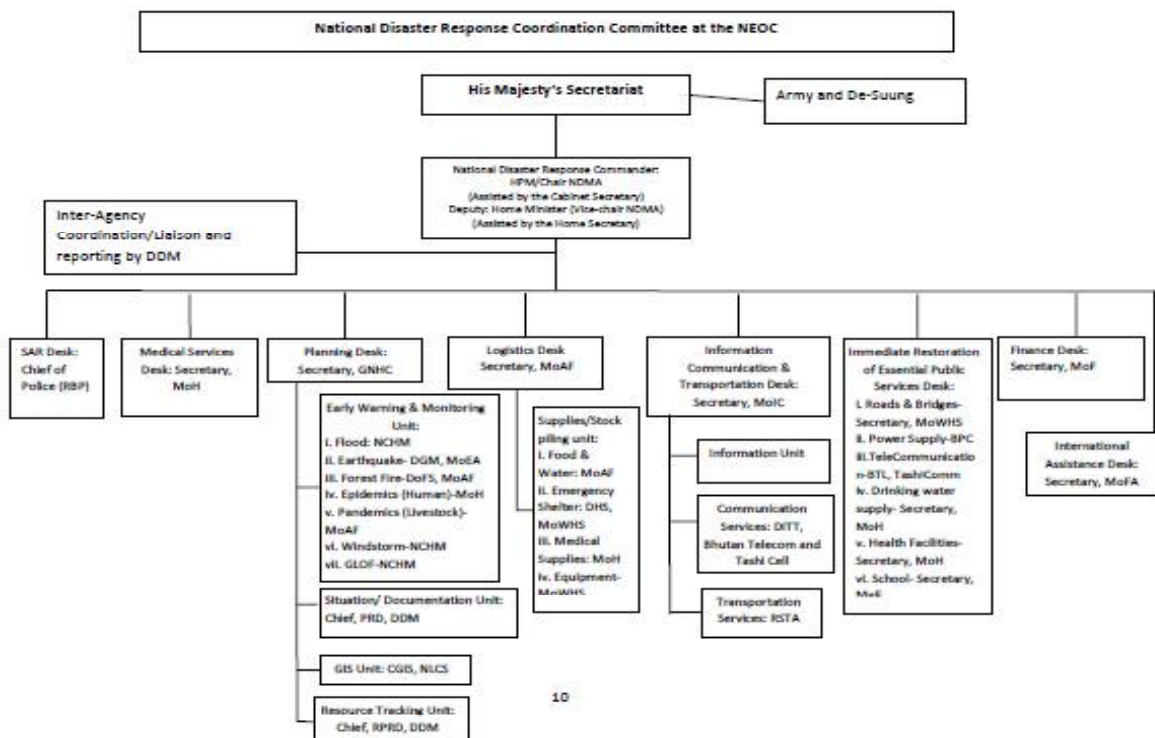 National Disaster Response Coordination Committee at the NEOC
His Majesty's Secretariat
Army and De-Suung
National Disaster Response Commander:
HPM/Chair NDMA
(Assisted by the Cabinet Secretary)
Deputy: Home Minister (Vice-chair NDMA)
(Assisted by the Home Secretary)
Inter-Agency
Coordination/Liaison and
reporting by DDM
SAR Desk:
Chief of
Police (RBP)
Medical Services
Desk: Secretary,
MoH
Planning Desk:
Secretary, GNHC
Early Warning & Monitoring
Unit:
i. Flood: NCHM
ii. Earthquake- DGM, MoEA
iii. Forest Fire-DoFS, MoAF
iv. Epidemics (Human)-MoH
v. Pandemics (Livestock)-
MoAF
vi. Windstorm-NCHM
vii. GLOF-NCHM
Situation/ Documentation Unit:
Chief, PRD, DDM
GIS Unit: CGIS, NLCS
Resource Tracking Unit:
Chief, RPRD, DDM
Logistics Desk
Secretary, MoAF
Supplies/Stock
piling unit:
i. Food &
Water: MoAF
ii. Emergency
Shelter: DHS,
MoWHS
iii. Medical
Supplies: MoH
iv. Equipment-
MoWHS
Information
Communication &
Transportation Desk:
Secretary, MoIC
Information Unit
Communication
Services: DITT,
Bhutan Telecom and
Tashi Cell
Transportation
Services: RSTA
Immediate Restoration
of Essential Public
Services Desk:
i. Roads & Bridges-
Secretary, MoWHS
ii. Power Supply-BPC
iii.TeleCommunicatio
n-BTL, TashiComm
iv. Drinking water
supply- Secretary,
MoH
v. Health Facilities-
Secretary, MoH
vi. School- Secretary,
MoE
Finance Desk:
Secretary, MoF
International
Assistance Desk:
Secretary, MoFA
10